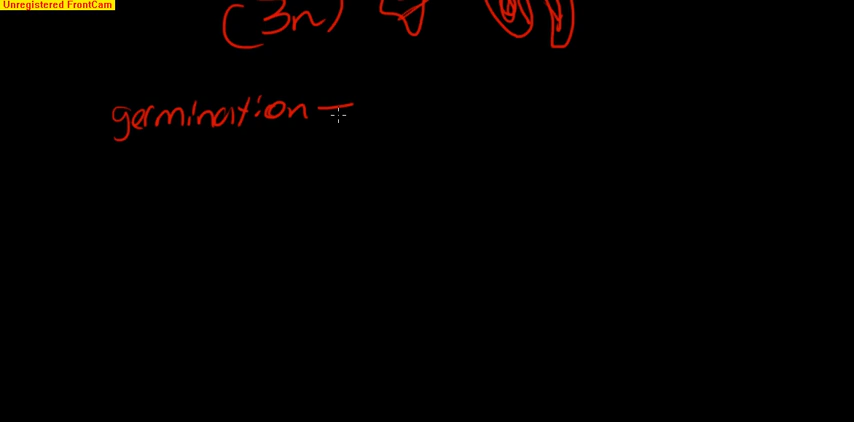 Unregistered FrontCam
(3n)
germination –